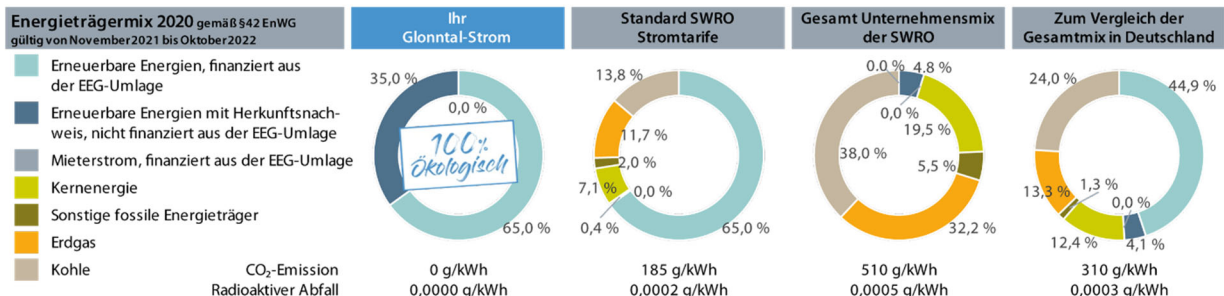 Energieträgermix 2020 gemäß §42 EnWG
gültig von November 2021 bis Oktober 2022
Erneuerbare Energien, finanziert aus
der EEG-Umlage
Erneuerbare Energien mit Herkunftsnach-
weis, nicht finanziert aus der EEG-Umlage
Mieterstrom, finanziert aus der EEG-Umlage
Kernenergie
Sonstige fossile Energieträger
Erdgas
Kohle
CO₂-Emission
Radioaktiver Abfall
Ihr
Glonntal-Strom
35,0 %
0,0 %
100%
Ökologisch
65,0 %
0 g/kWh
0,0000 g/kWh
Standard SWRO
Stromtarife
13,8 %
11,7 %
2,0 %
7,1 %
0,0 %
0,4 %
65,0 %
185 g/kWh
0,0002 g/kWh
Gesamt Unternehmensmix
der SWRO
0.0 %
4.8 %
0,0 %
19,5 %
38,0 %
5,5 %
32,2 %
510 g/kWh
0,0005 g/kWh
Zum Vergleich der
Gesamtmix in Deutschland
24,0 %
44,9 %
13,3 %
1,3 %
0,0 %
12,4 %
4,1 %
310 g/kWh
0,0003 g/kWh